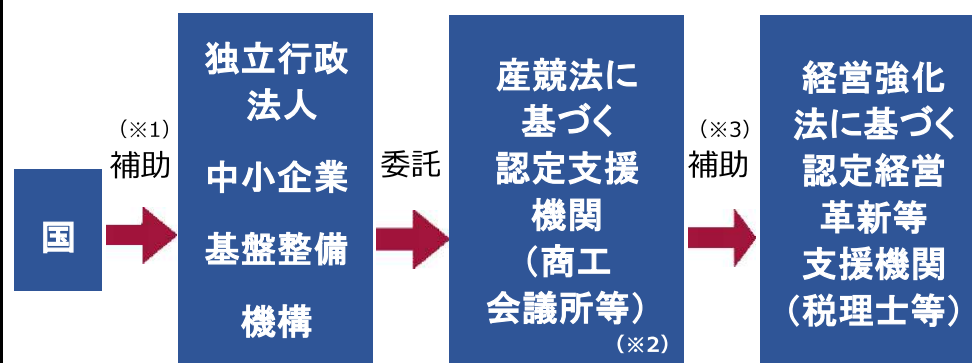 国
(※1)
補助
独立行政
法人
中小企業
基盤整備
機構
委託
産競法に
基づく
認定支援
機関
(商工
会議所等)
(※2)
(※3)
補助
経営強化
法に基づく
認定経営
革新等
支援機関
(税理士等)